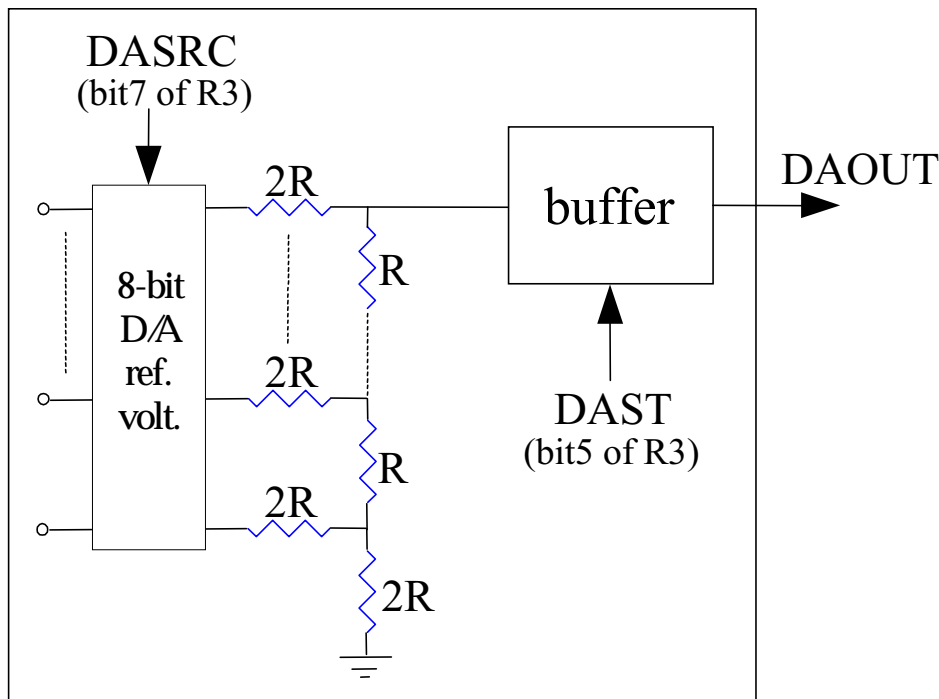 DASRC
(bit7 of R3)
2R
DAOUT
buffer
R
8-bit
D/A
ref.
volt.
2R
DAST
(bit5 of R3)
R
2R
2R